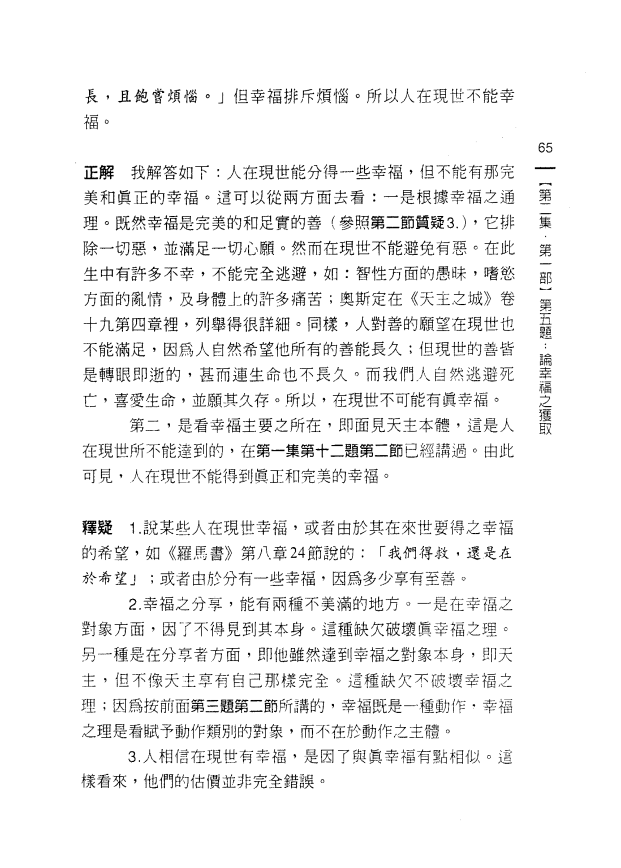 長，且飽嘗煩惱。」但幸福排斥煩惱。所以人在現世不能幸
福。
正解　我解答如下：人在現世能分得一些幸福，但不能有那完
美和眞正的幸福。這可以從兩方面去看：一是根據幸福之通
理。既然幸福是完美的和足實的善（參照第二節質疑3.），它排
除一切惡，並滿足一切心願。然而在現世不能避免有惡。在此
生中有許多不幸，不能完全逃避，如：智性方面的愚昧，嗜慾
方面的亂情，及身體上的許多痛苦；奧斯定在《天主之城》卷
十九第四章裡，列舉得很詳細。同樣，人對善的願望在現世也
不能滿足，因爲人自然希望他所有的善能長久；但現世的善皆
是轉眼即逝的，甚而連生命也不長久。而我們人自然逃避死
亡，喜愛生命，並願其久存。所以，在現世不可能有眞幸福。
第二，是看幸福主要之所在，即面見天主本體，這是人
在現世所不能達到的，在第一集第十二題第二節已經講過。由此
可見，人在現世不能得到眞正和完美的幸福。
釋疑　1.說某些人在現世幸福，或者由於其在來世要得之幸福
的希望，如《羅馬書》第八章24節說的：「我們得救，還是在
於希望」；或者由於分有一些幸福，因爲多少享有至善。
2.幸福之分享，能有兩種不美滿的地方。一是在幸福之
對象方面，因了不得見到其本身。這種缺欠破壞眞幸福之理。
另一種是在分享者方面，即他雖然達到幸福之對象本身，即天
主，但不像天主享有自己那樣完全。這種缺欠不破壞幸福之
理；因爲按前面第三題第二節所講的，幸福既是一種動作，幸福
之理是看賦予動作類別的對象，而不在於動作之主體。
3.人相信在現世有幸福，是因了與眞幸福有點相似。這
樣看來，他們的估價並非完全錯誤。
65
【第二集．第一部】第五題：論幸福之獲取